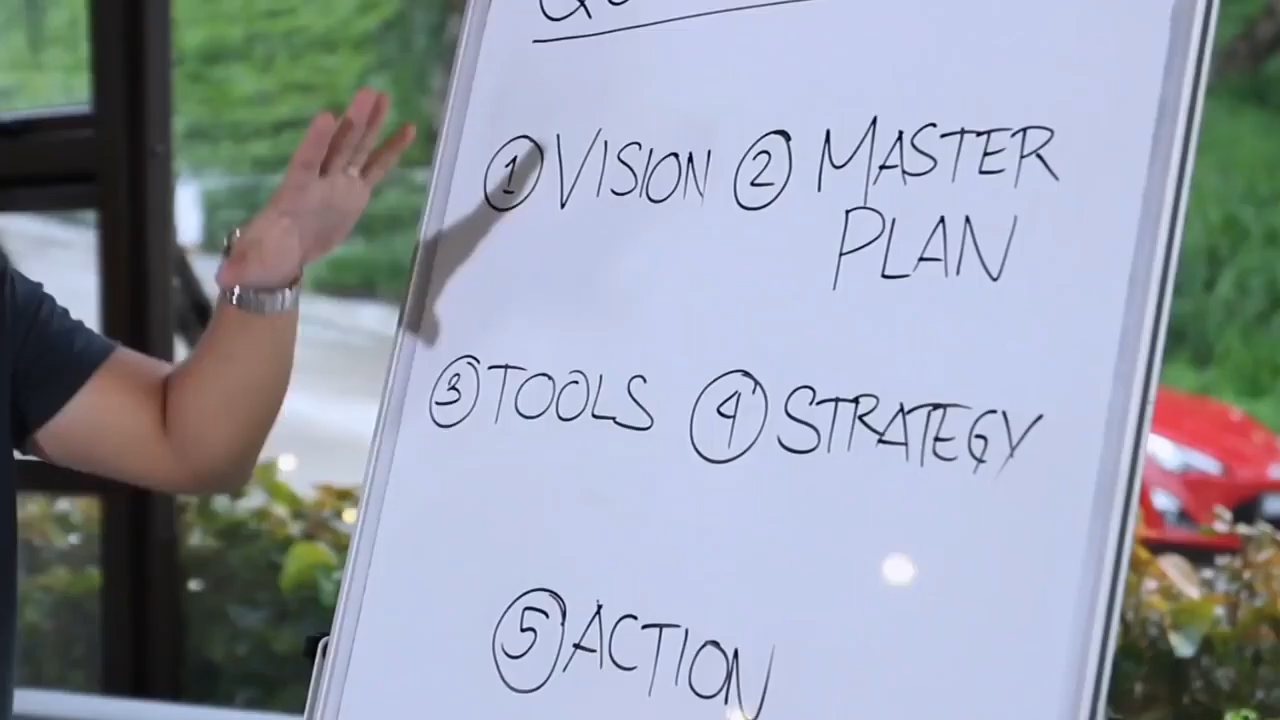 ① VISION ② MASTER
PLAN
③ TOOLS ④ STRATEGY
⑤ ACTION